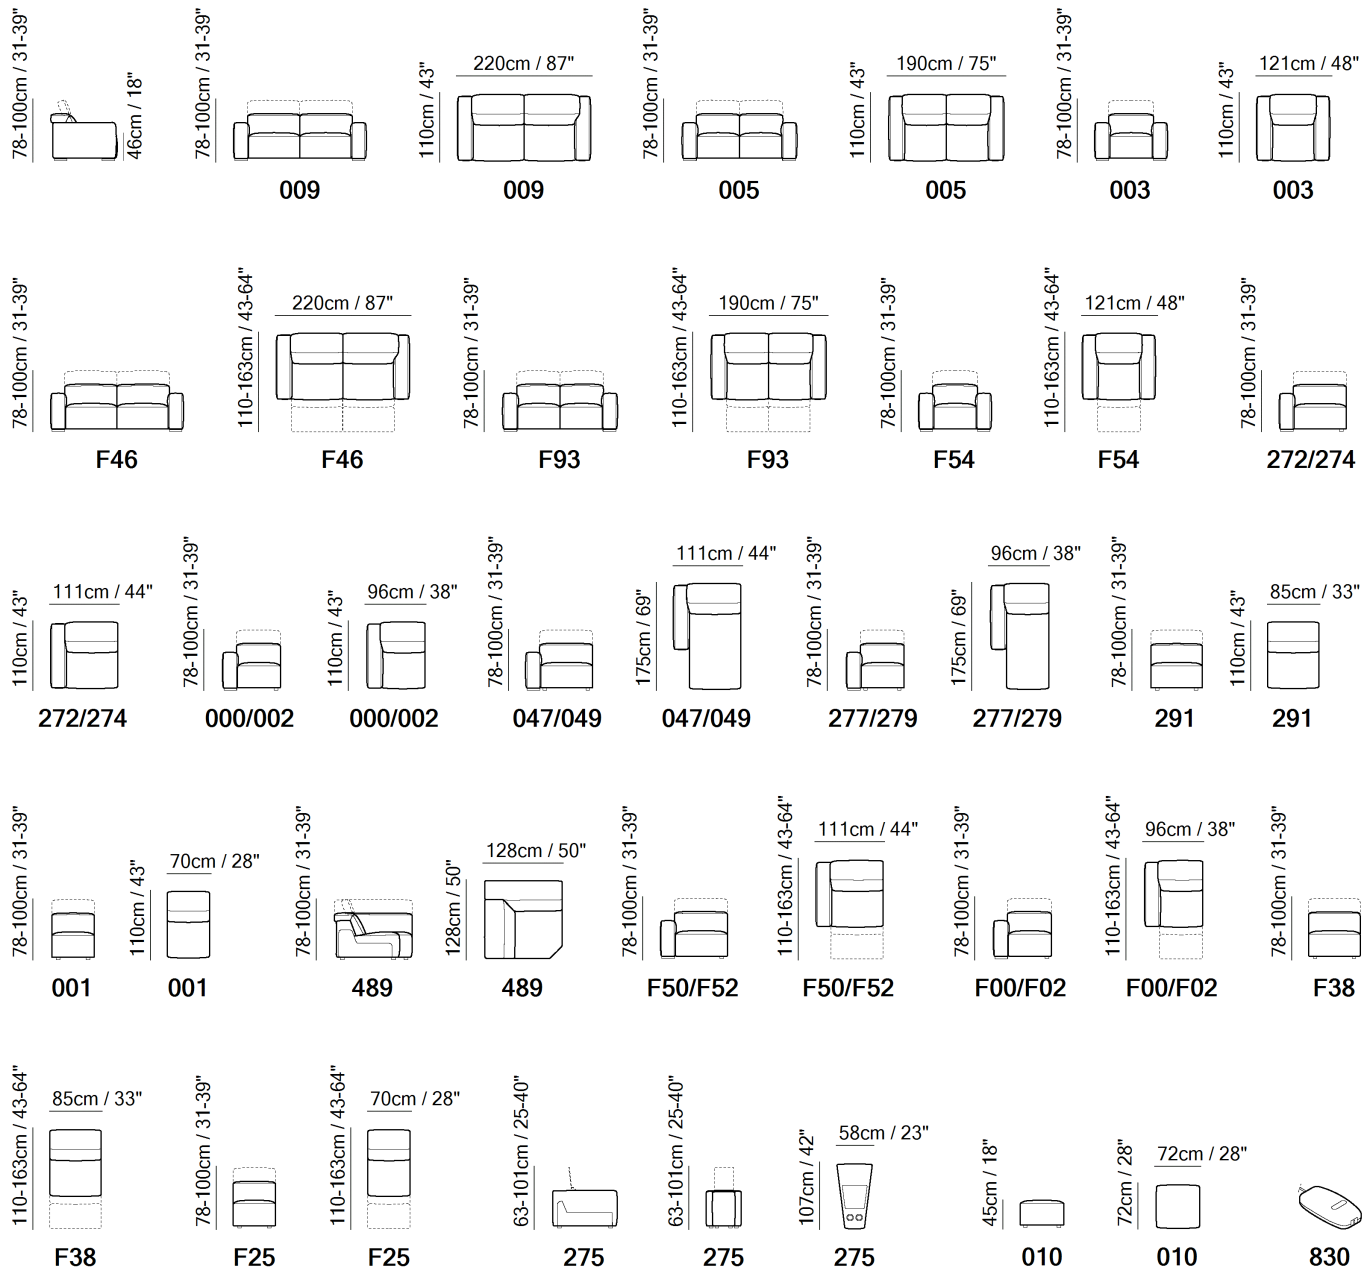 78-100cm / 31-39"
46cm / 18"
78-100cm / 31-39"
009
110cm / 43"
220cm / 87"
009
78-100cm / 31-39"
005
110cm / 43"
190cm / 75"
005
78-100cm / 31-39"
003
110cm / 43"
121cm / 48"
003
78-100cm / 31-39"
F46
110-163cm / 43-64"
220cm / 87"
F46
78-100cm / 31-39"
F93
110-163cm / 43-64"
190cm / 75"
F93
78-100cm / 31-39"
F54
110-163cm / 43-64"
121cm / 48"
F54
78-100cm / 31-39"
272/274
110cm / 43"
111cm / 44"
272/274
78-100cm / 31-39"
000/002
110cm / 43"
96cm / 38"
000/002
78-100cm / 31-39"
047/049
175cm / 69"
111cm / 44"
047/049
78-100cm / 31-39"
277/279
175cm / 69"
96cm / 38"
277/279
78-100cm / 31-39"
291
110cm / 43"
85cm / 33"
291
78-100cm / 31-39"
001
110cm / 43"
70cm / 28"
001
78-100cm / 31-39"
489
128cm / 50"
128cm / 50"
489
78-100cm / 31-39"
F50/F52
110-163cm / 43-64"
111cm / 44"
F50/F52
78-100cm / 31-39"
F00/F02
110-163cm / 43-64"
96cm / 38"
F00/F02
78-100cm / 31-39"
F38
110-163cm / 43-64"
85cm / 33"
F38
78-100cm / 31-39"
F25
110-163cm / 43-64"
70cm / 28"
F25
63-101cm / 25-40"
275
63-101cm / 25-40"
275
107cm / 42"
58cm / 23"
275
45cm / 18"
010
72cm / 28"
72cm / 28"
010
830